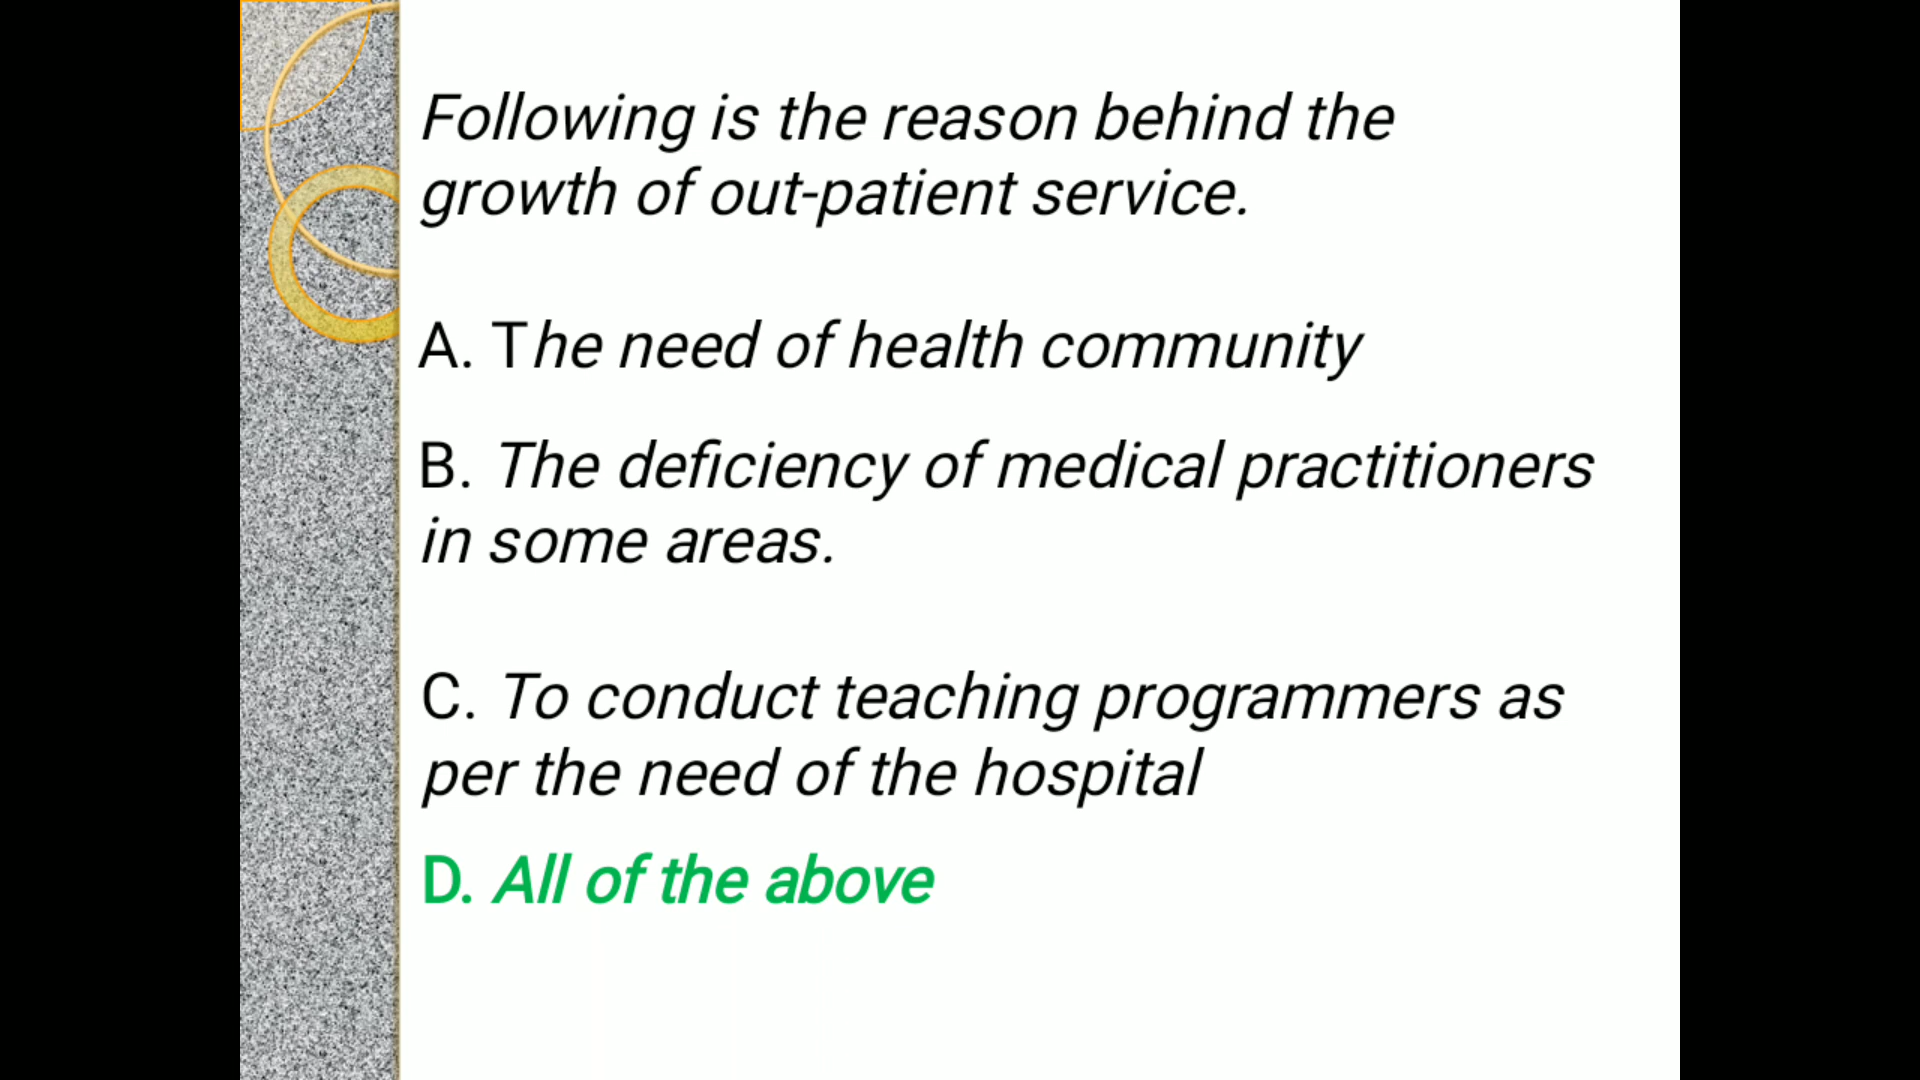 Following is the reason behind the
growth of out-patient service.
A. The need of health community
B. The deficiency of medical practitioners
in some areas.
C. To conduct teaching programmers as
per the need of the hospital
D. All of the above